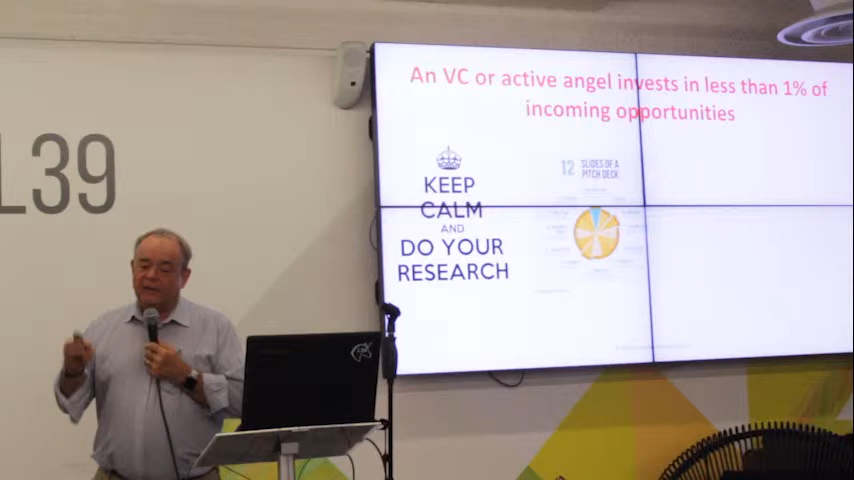 L39
An VC or active angel invests in less than 1% of
incoming opportunities
12 SLIDES OF A
PITCH DECK
KEEP
CALM
AND
DO YOUR
RESEARCH